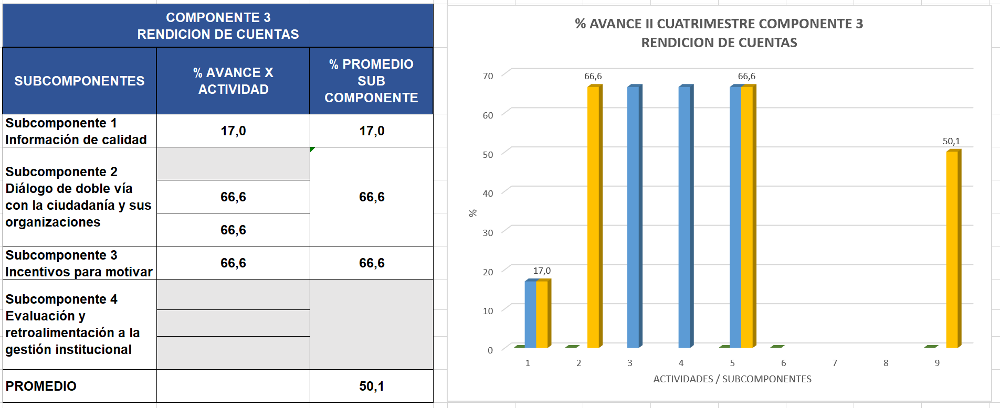 COMPONENTE 3
RENDICION DE CUENTAS
SUBCOMPONENTES
% AVANCE X
ACTIVIDAD
% PROMEDIO
SUB
COMPONENTE
Subcomponente 1
Información de calidad
17,0
17,0
Subcomponente 2
Diálogo de doble vía
con la ciudadanía y sus
organizaciones
66,6
66,6
66,6
Subcomponente 3
Incentivos para motivar
66,6
66,6
Subcomponente 4
Evaluación y
retroalimentación a la
gestión institucional
PROMEDIO
50,1
% AVANCE II CUATRIMESTRE COMPONENTE 3
RENDICION DE CUENTAS
70
60
50
40
30
20
10
0
%
17,0
66,6
66,6
50,1
1 2 3 4 5 6 7 8 9
ACTIVIDADES / SUBCOMPONENTES